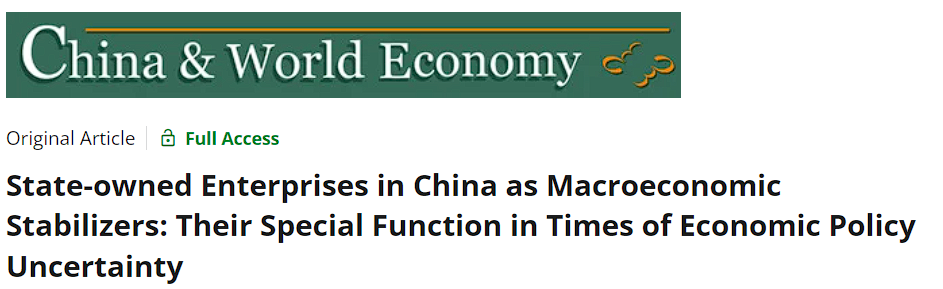 China & World Economy
Original Article
Full Access
State-owned Enterprises in China as Macroeconomic
Stabilizers: Their Special Function in Times of Economic Policy
Uncertainty